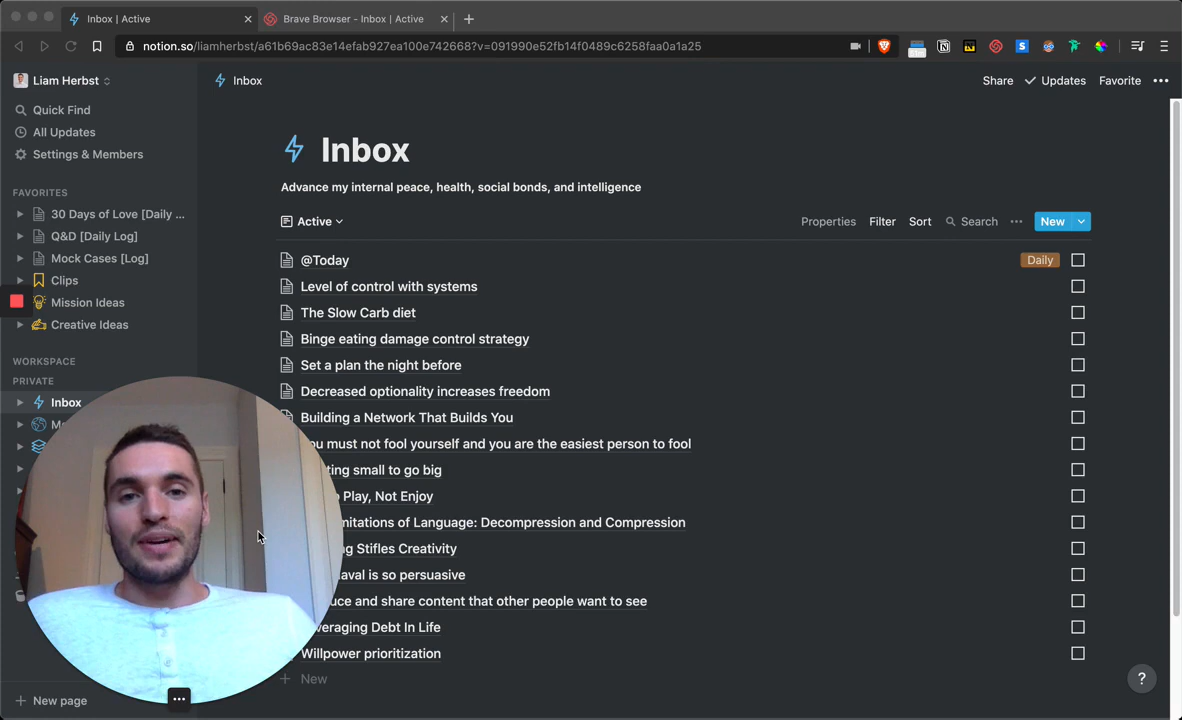 Inbox | Active
Brave Browser - Inbox | Active
notion.so/liamherbst/a61b69ac83e14efab927ea100e742668?v=091990e52fb14f0489c6258faa0a1a25
Liam Herbst
Inbox
Share
Updates
Favorite
Quick Find
All Updates
Settings & Members
FAVORITES
30 Days of Love [Daily ...
Q&D [Daily Log]
Mock Cases [Log]
Clips
Mission Ideas
Creative Ideas
WORKSPACE
PRIVATE
Inbox
New page
Inbox
Advance my internal peace, health, social bonds, and intelligence
Active
Properties
Filter
Sort
Search
New
@Today
Daily
Level of control with systems
The Slow Carb diet
Binge eating damage control strategy
Set a plan the night before
Decreased optionality increases freedom
Building a Network That Builds You
ou must not fool yourself and you are the easiest person to fool
ting small to go big
Play, Not Enjoy
mitations of Language: Decompression and Compression
g Stifles Creativity
aval is so persuasive
uce and share content that other people want to see
veraging Debt In Life
Willpower prioritization
New
?